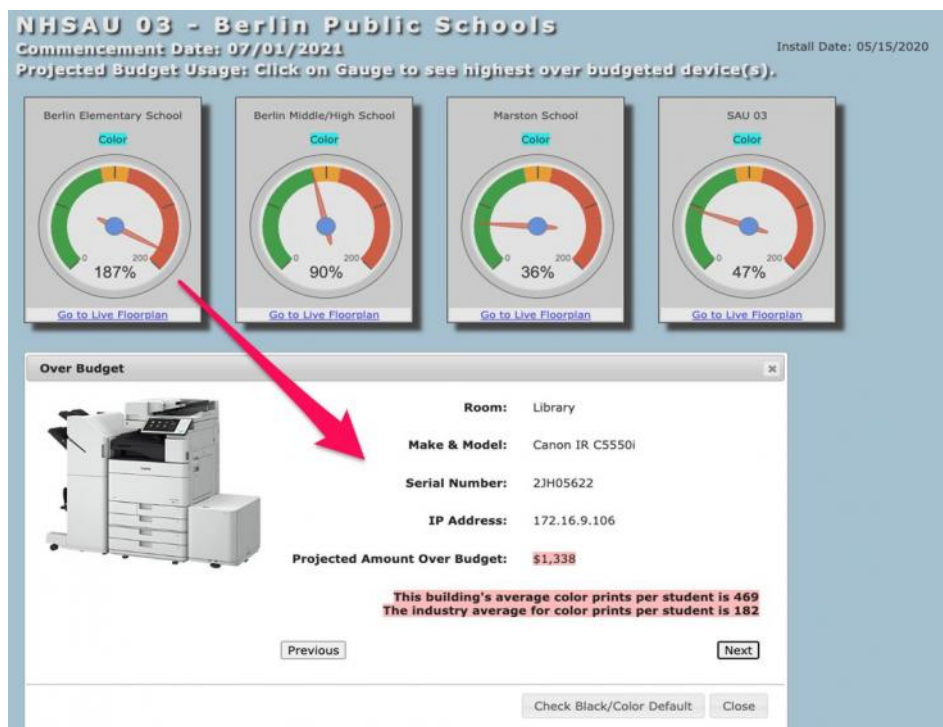 NHSAU 03 - Berlin Public Schools
Commencement Date: 07/01/2021
Install Date: 05/15/2020
Projected Budget Usage: Click on Gauge to see highest over budgeted device(s).
Berlin Elementary School
Color
0
200
187%
Go to Live Floorplan
Berlin Middle/High School
Color
0
200
90%
Go to Live Floorplan
Marston School
Color
0
200
36%
Go to Live Floorplan
SAU 03
Color
0
200
47%
Go to Live Floorplan
Over Budget
Room: Library
Make & Model: Canon IR C5550i
Serial Number: 2JH05622
IP Address: 172.16.9.106
Projected Amount Over Budget: $1,338
This building's average color prints per student is 469
The industry average for color prints per student is 182
Previous
Next
Check Black/Color Default
Close